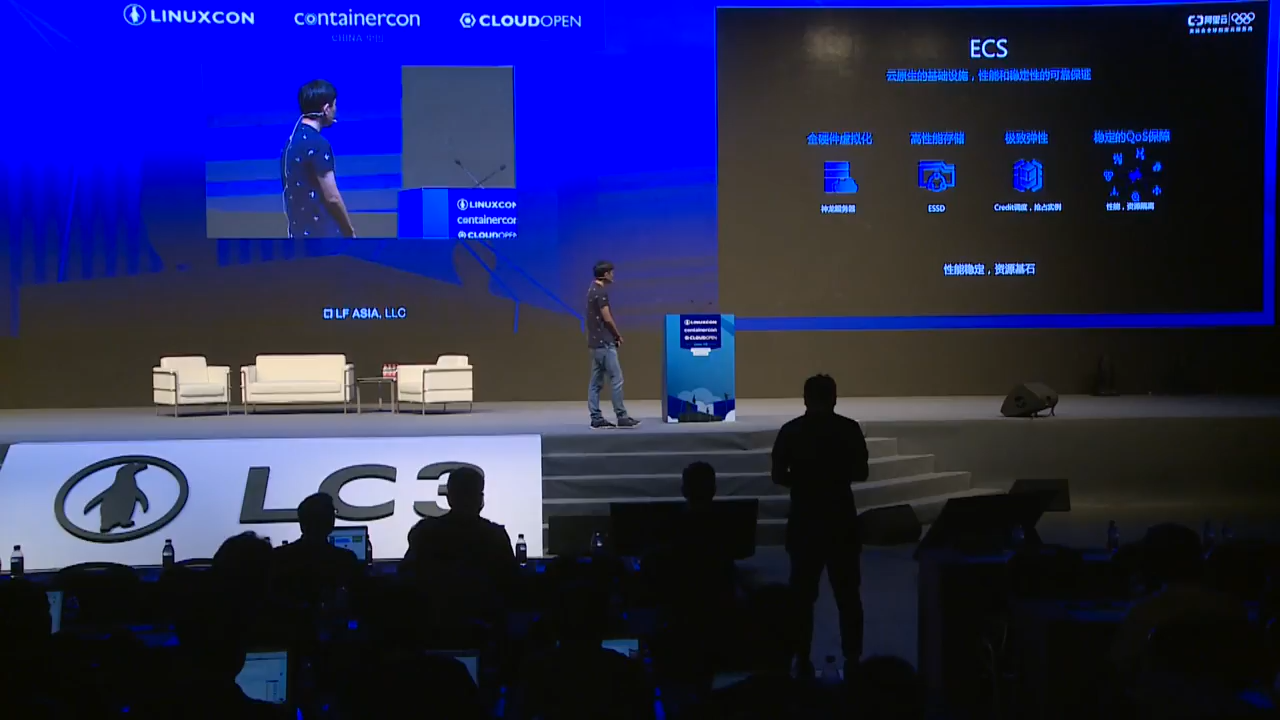 LINUXCON
containercon
CLOUDOPEN
CHINA 中国
LINUXCON
containercon
CLOUDOPEN
LF ASIA, LLC
阿里云
ECS
云原生的基础设施，性能和稳定性的可靠保证
全硬件虚拟化
高性能存储
极致弹性
稳定的QoS保障
神龙服务器
ESSD
Credit调度，抢占实例
性能，资源隔离
性能稳定，资源基石
LINUXCON
containercon
CLOUDOPEN
LC3